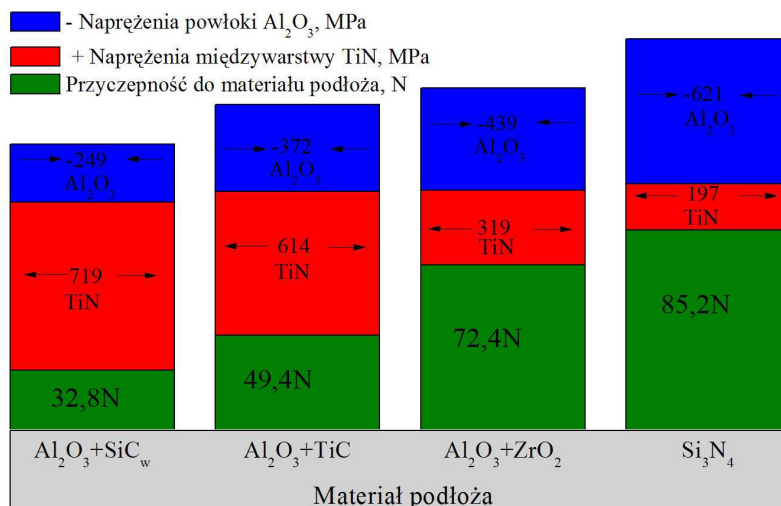 - Naprężenia powłoki Al₂O₃, MPa
+ Naprężenia międzywarstwy TiN, MPa
Przyczepność do materiału podłoża, N
-249
Al₂O₃
719
TiN
32,8N
-372
Al₂O₃
614
TiN
49,4N
-439
Al₂O₃
319
TiN
72,4N
-621
Al₂O₃
197
TiN
85,2N
Al₂O₃+SiC_w Al₂O₃+TiC Al₂O₃+ZrO₂ Si₃N₄
Materiał podłoża